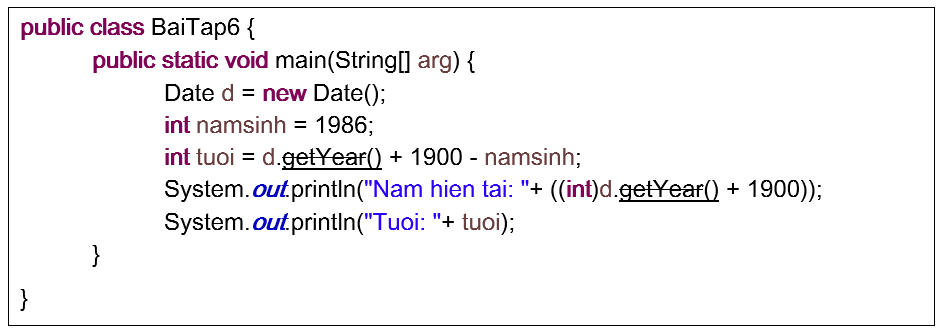 public class BaiTap6 {
public static void main(String[] arg) {
Date d = new Date();
int namsinh = 1986;
int tuoi = d.getYear() + 1900 - namsinh;
System.out.println("Nam hien tai: "+ ((int)d.getYear() + 1900));
System.out.println("Tuoi: "+ tuoi);
}
}